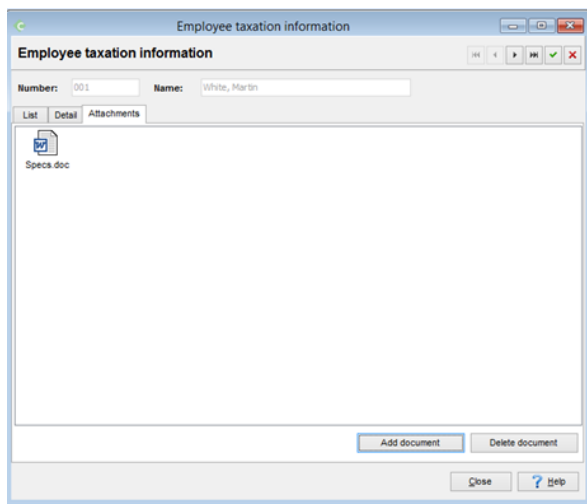 Employee taxation information
Employee taxation information
Number: 001 Name: White, Martin
List Detail Attachments
W
Specs.doc
Add document Delete document
Close ? Help